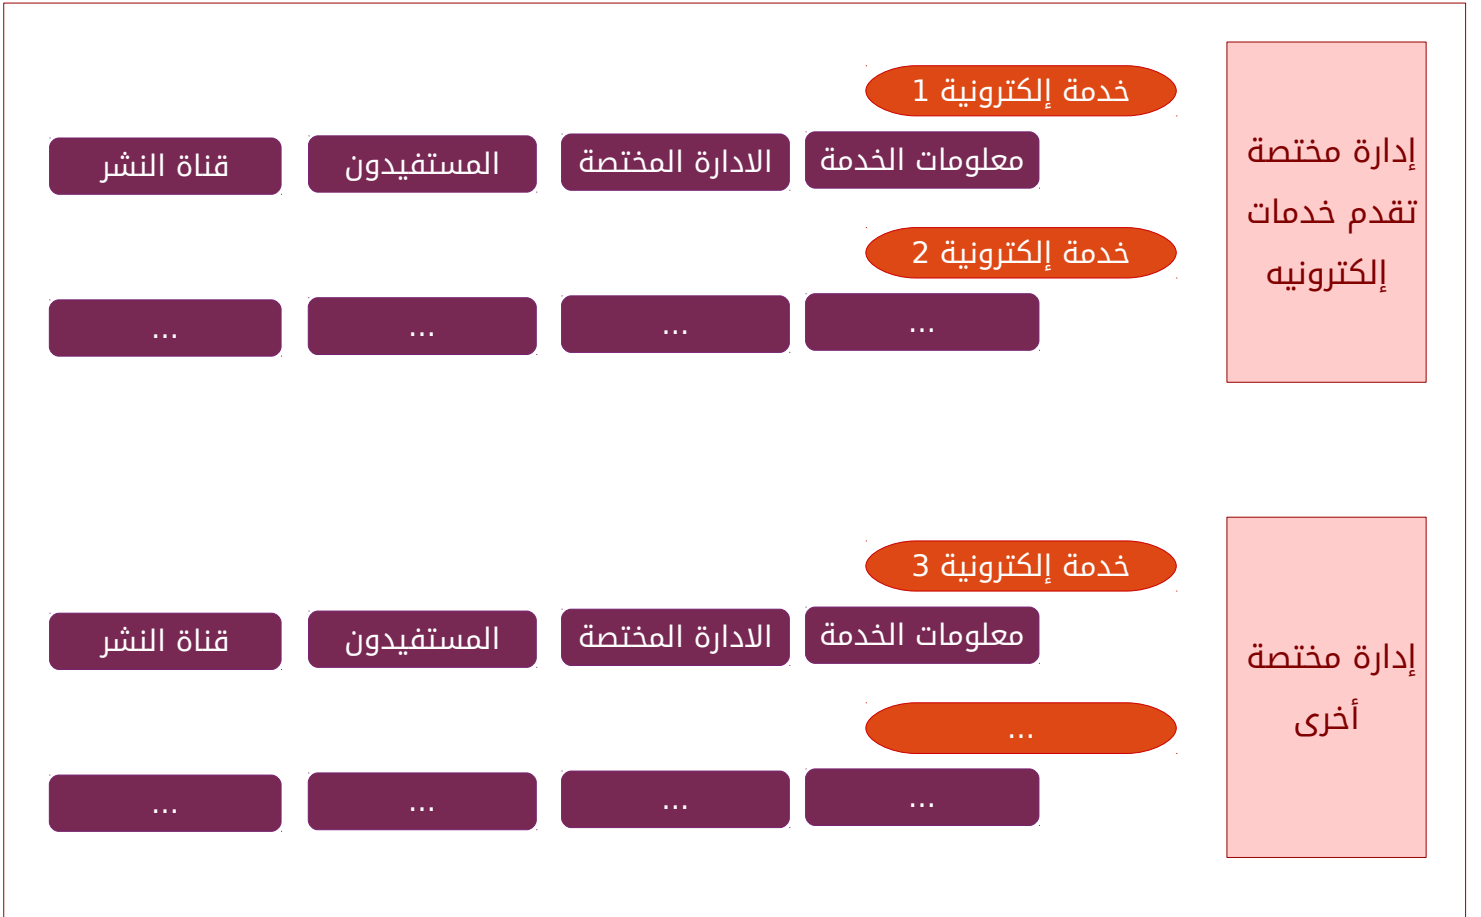 إدارة مختصة
تقدم خدمات
إلكترونيه
خدمة إلكترونية 1
معلومات الخدمة
الادارة المختصة
المستفيدون
قناة النشر
خدمة إلكترونية 2
...
...
...
...
إدارة مختصة
أخرى
خدمة إلكترونية 3
معلومات الخدمة
الادارة المختصة
المستفيدون
قناة النشر
...
...
...
...
...